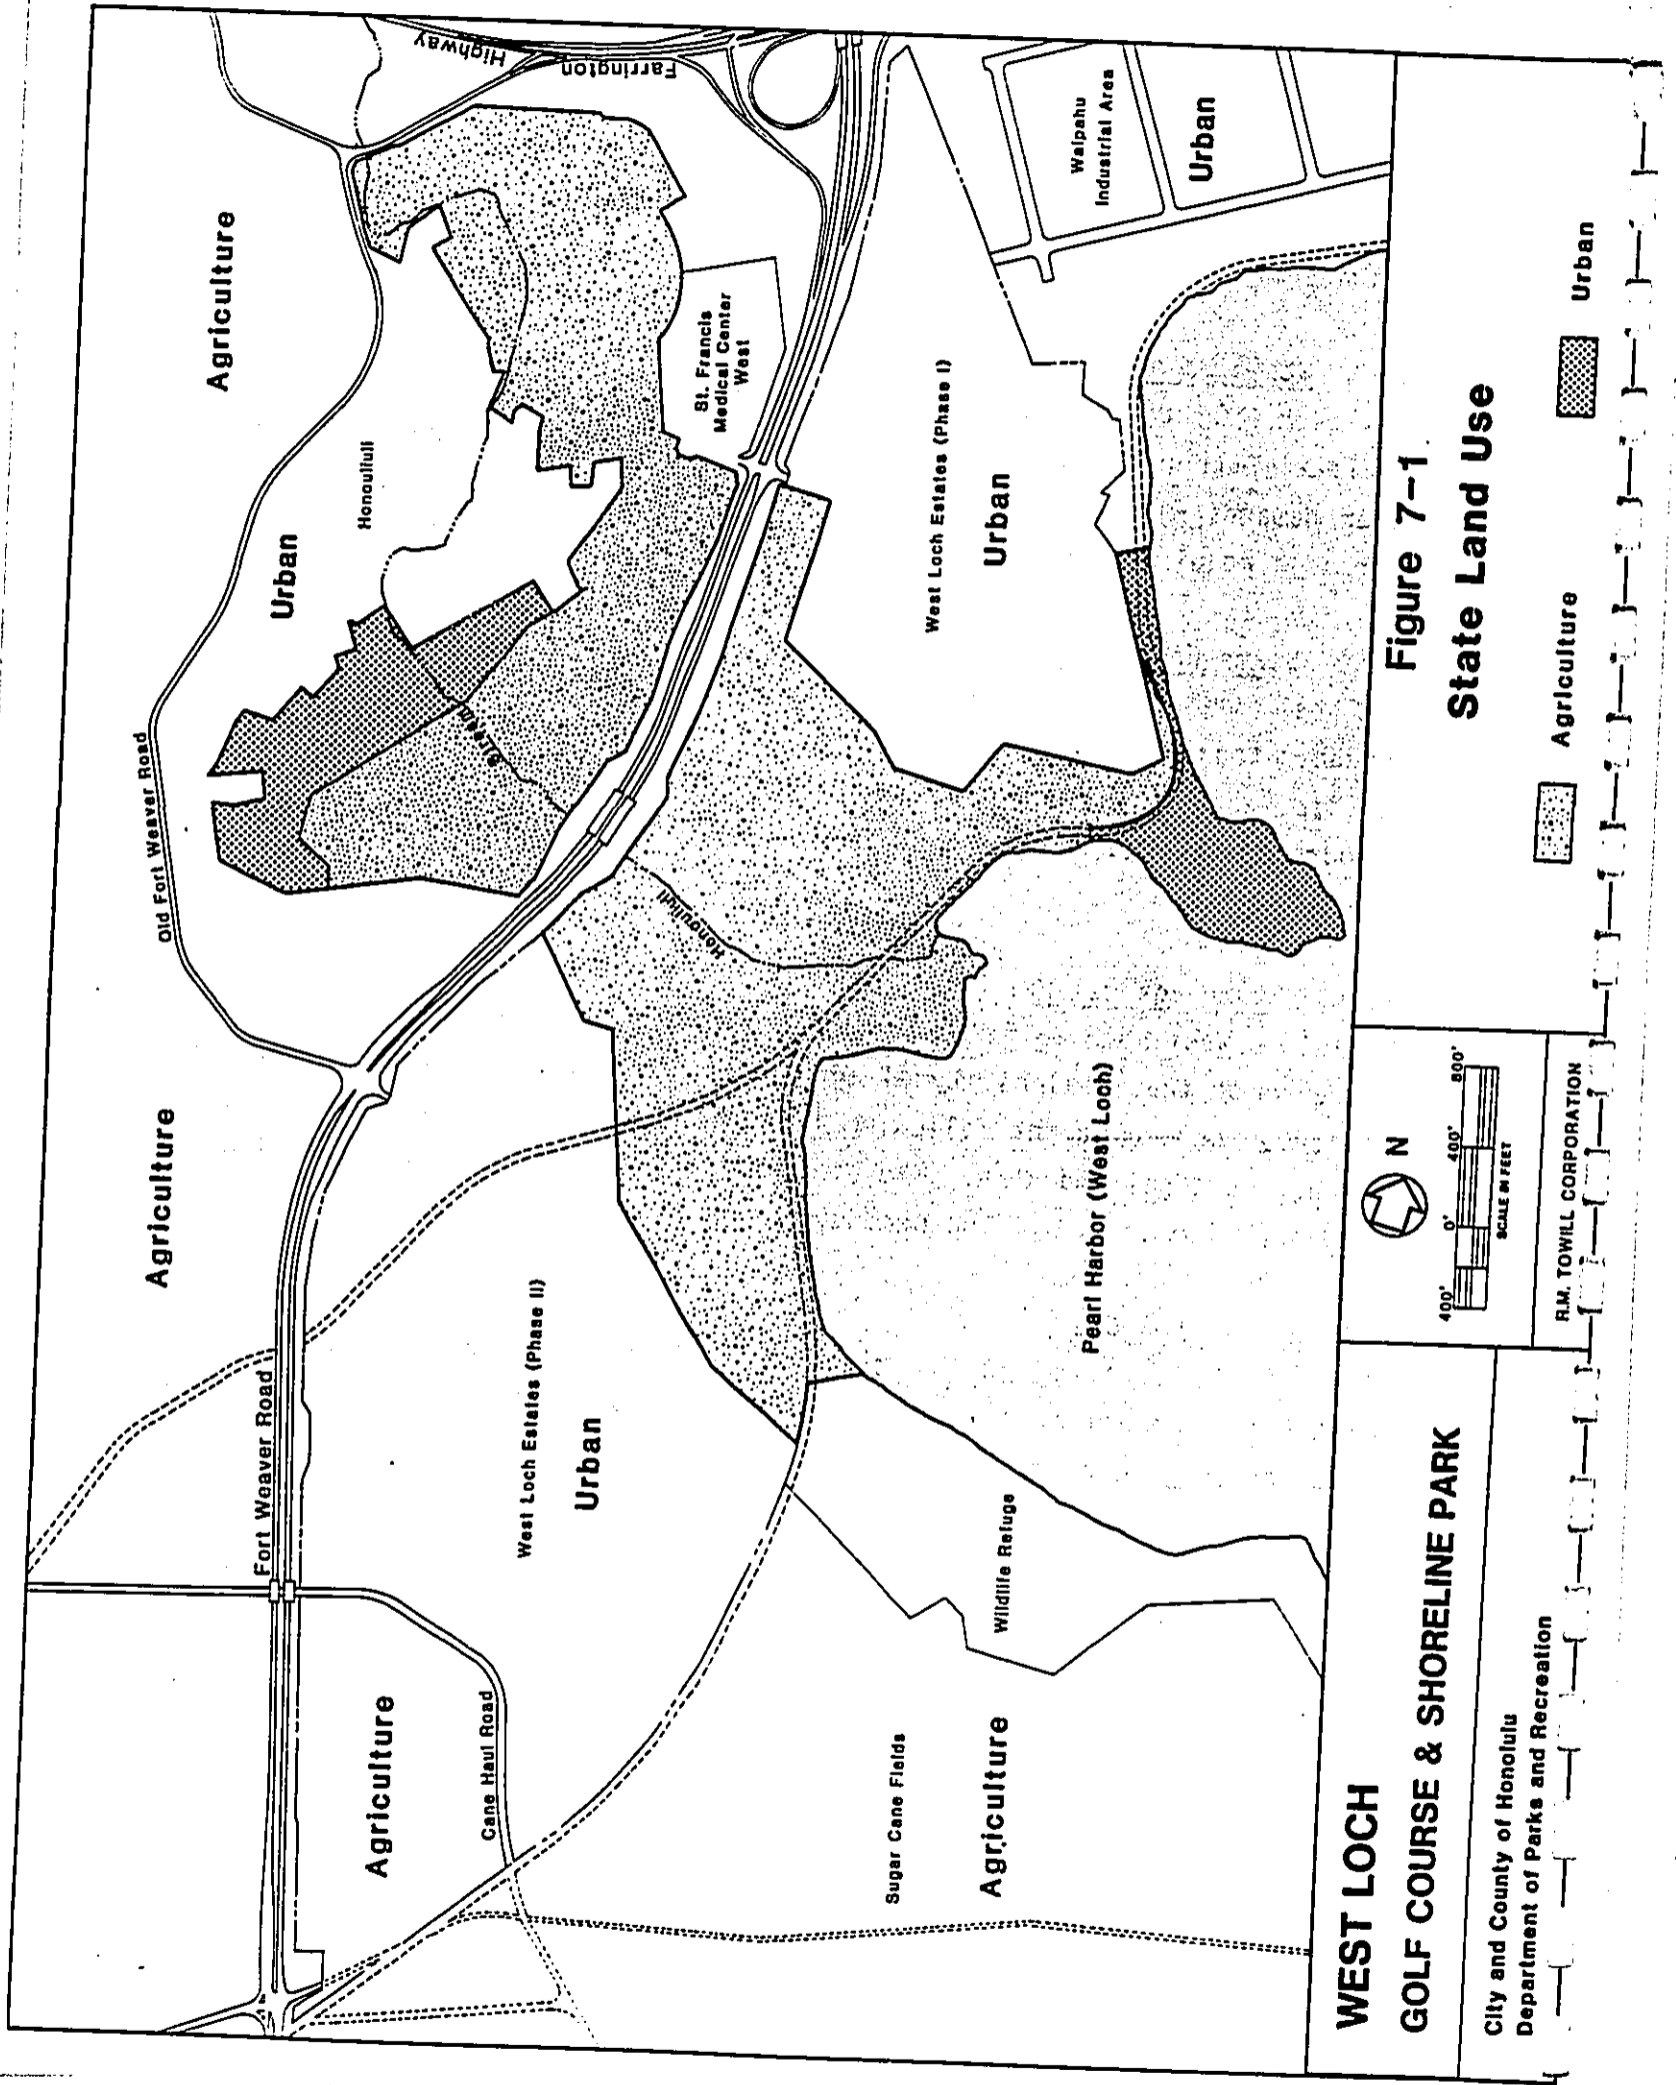 Agriculture
Agriculture
Old Fort Weaver Road
Urban
Honouliuli
Farrington
Highway
Fort Weaver Road
Agriculture
Cane Haul Road
West Loch Estates (Phase II)
Urban
Honouliuli
Stream
St. Francis
Medical Center
West
West Loch Estates (Phase I)
Urban
Waipahu
Industrial Area
Urban
Sugar Cane Fields
Agriculture
Wildlife Refuge
Pearl Harbor (West Loch)
WEST LOCH
GOLF COURSE & SHORELINE PARK
City and County of Honolulu
Department of Parks and Recreation
N
400' 0' 400' 800'
SCALE IN FEET
R.M. TOWILL CORPORATION
Figure 7-1
State Land Use
Agriculture
Urban